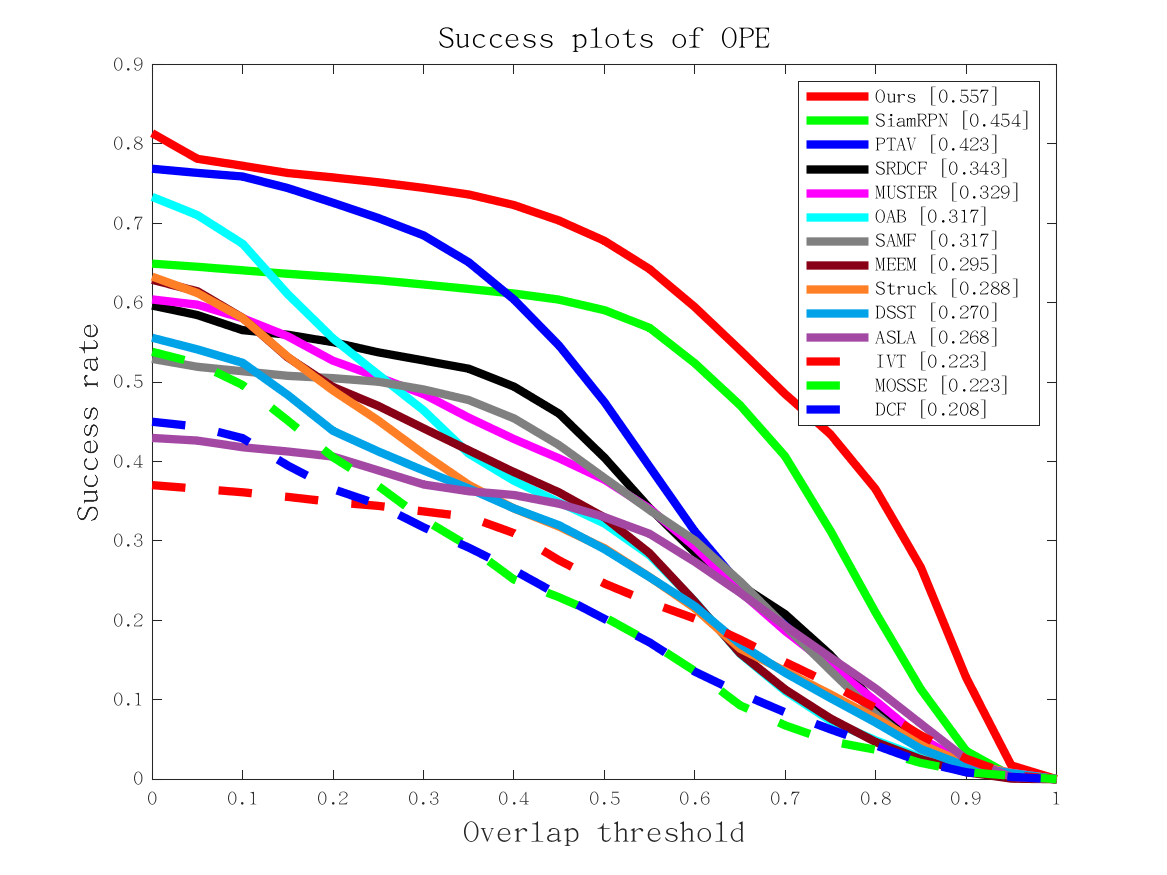 Success plots of OPE
Success rate
0.9
0.8
0.7
0.6
0.5
0.4
0.3
0.2
0.1
0
Ours [0.557]
SiamRPN [0.454]
PTAV [0.423]
SRDCF [0.343]
MUSTER [0.329]
OAB [0.317]
SAMF [0.317]
MEEM [0.295]
Struck [0.288]
DSST [0.270]
ASLA [0.268]
IVT [0.223]
MOSSE [0.223]
DCF [0.208]
0 0.1 0.2 0.3 0.4 0.5 0.6 0.7 0.8 0.9 1
Overlap threshold